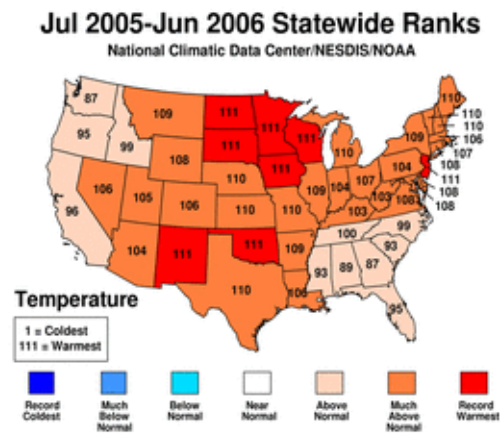 Jul 2005-Jun 2006 Statewide Ranks
National Climatic Data Center/NESDIS/NOAA
87
109
111
111
110
110
110
95
99
111
111
110
109
106
107
108
111
108
108
108
110
111
109
104
107
104
103
108
96
106
105
106
110
110
103
104
111
111
109
100
99
93
110
106
93
89
87
95
Temperature
1 = Coldest
111 = Warmest
Record
Coldest
Much
Below
Normal
Below
Normal
Near
Normal
Above
Normal
Much
Above
Normal
Record
Warmest